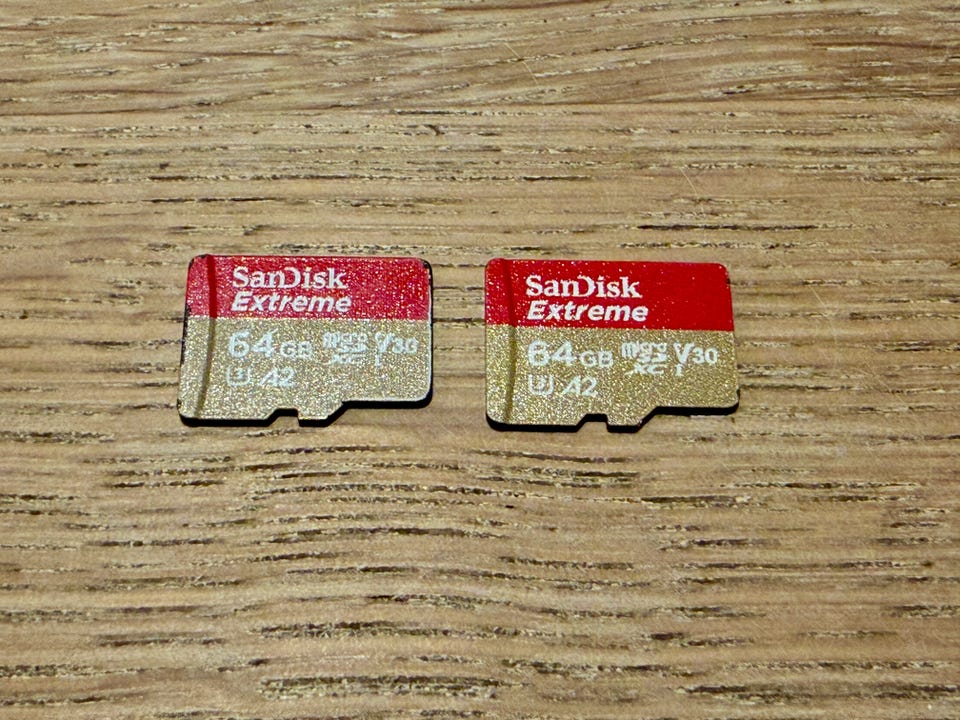 SanDisk
Extreme
64GB microSD XC I V30
U3 A2
SanDisk
Extreme
64GB microSD XC I V30
U3 A2